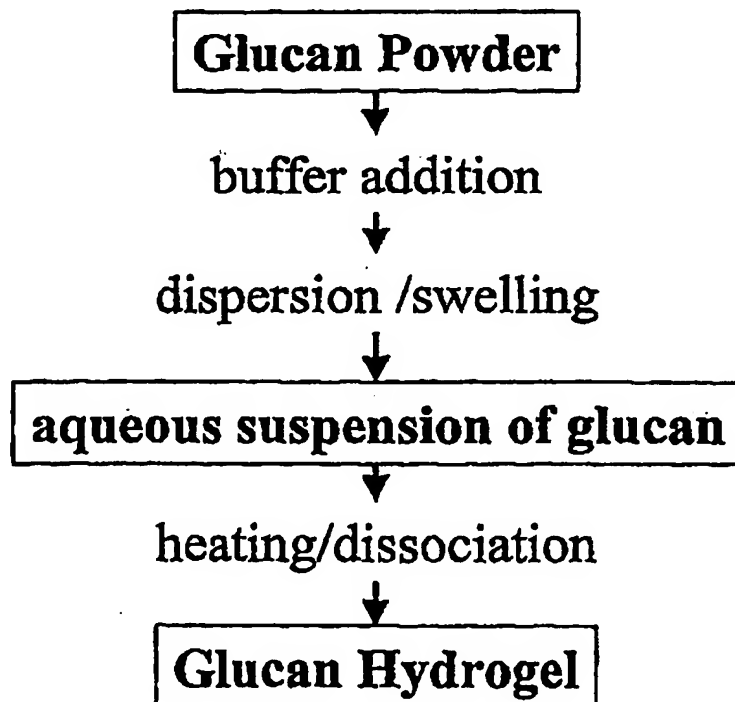 Glucan Powder
buffer addition
dispersion /swelling
aqueous suspension of glucan
heating/dissociation
Glucan Hydrogel